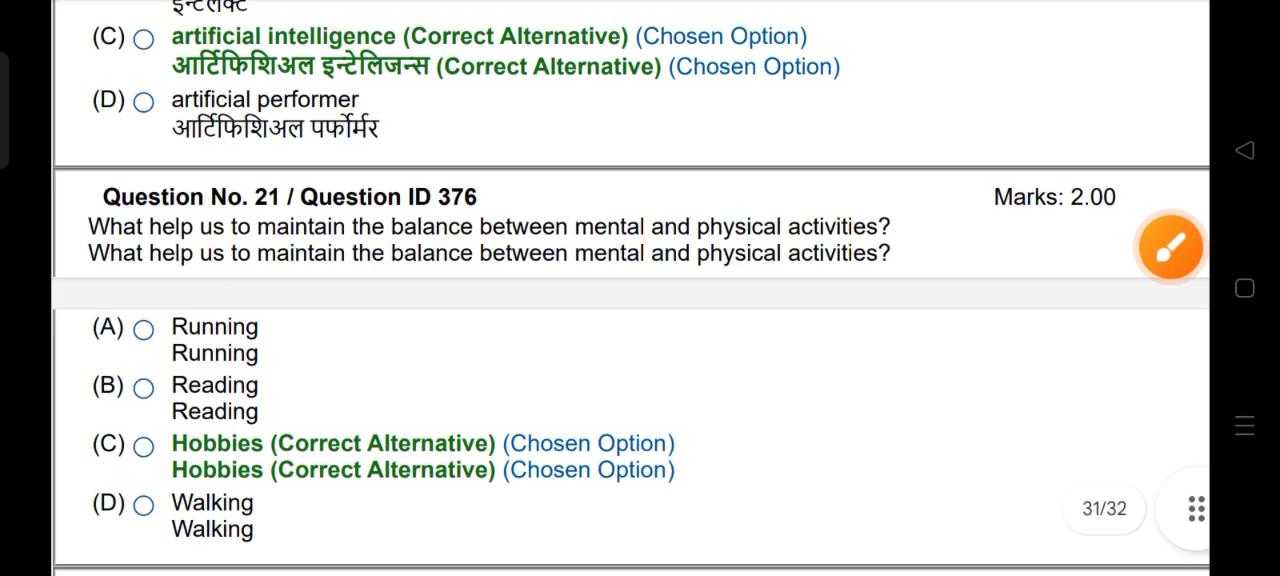 इन्टेलेक्ट
(C) artificial intelligence (Correct Alternative) (Chosen Option)
आर्टिफिशिअल इन्टेलिजन्स (Correct Alternative) (Chosen Option)
(D) artificial performer
आर्टिफिशिअल पर्फोर्मर
Question No. 21 / Question ID 376 Marks: 2.00
What help us to maintain the balance between mental and physical activities?
What help us to maintain the balance between mental and physical activities?
(A) Running
Running
(B) Reading
Reading
(C) Hobbies (Correct Alternative) (Chosen Option)
Hobbies (Correct Alternative) (Chosen Option)
(D) Walking
Walking
31/32